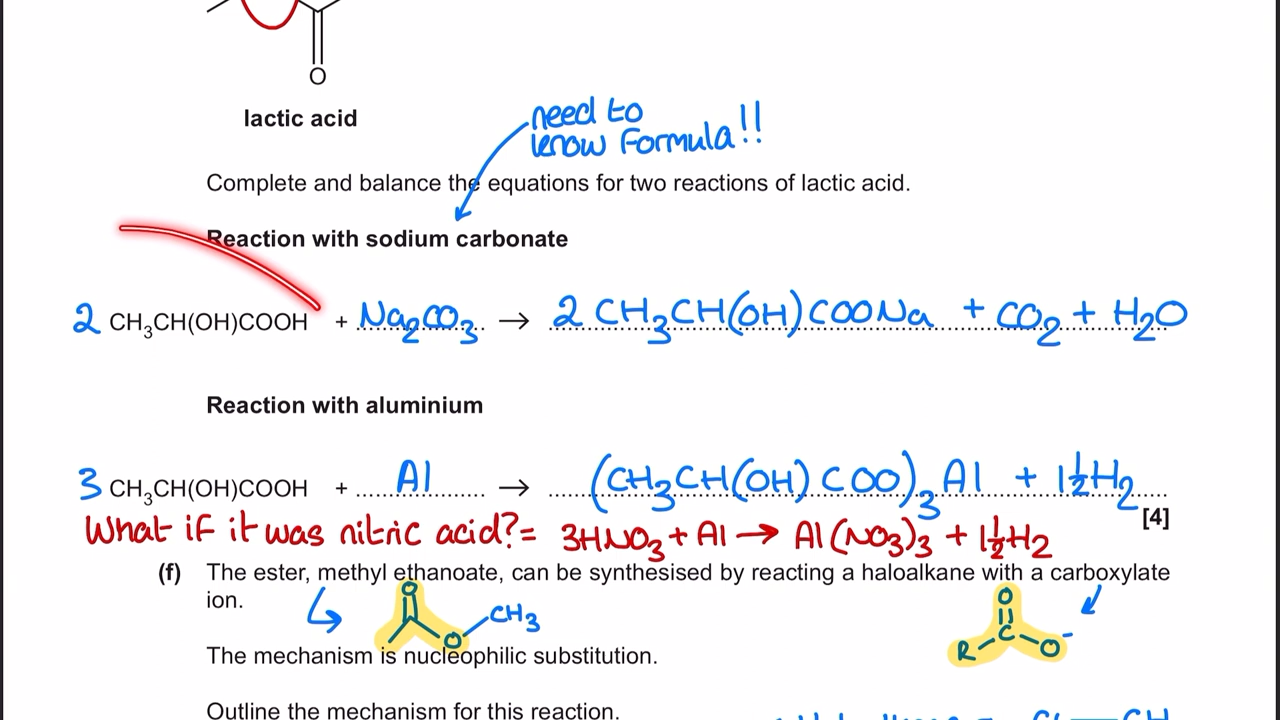 O
lactic acid
need to
know Formula!!
Complete and balance the equations for two reactions of lactic acid.
Reaction with sodium carbonate
2 CH₃CH(OH)COOH + Na₂CO₃ → 2 CH₃CH(OH)COONa + CO₂ + H₂O
Reaction with aluminium
3 CH₃CH(OH)COOH + Al → (CH₃CH(OH)COO)₃Al + 1½H₂
[4]
What if it was nitric acid? = 3HNO₃ + Al → Al(NO₃)₃ + 1½H₂
(f) The ester, methyl ethanoate, can be synthesised by reacting a haloalkane with a carboxylate
ion.
O
O
CH₃
O
R
C
O⁻
The mechanism is nucleophilic substitution.
Outline the mechanism for this reaction.